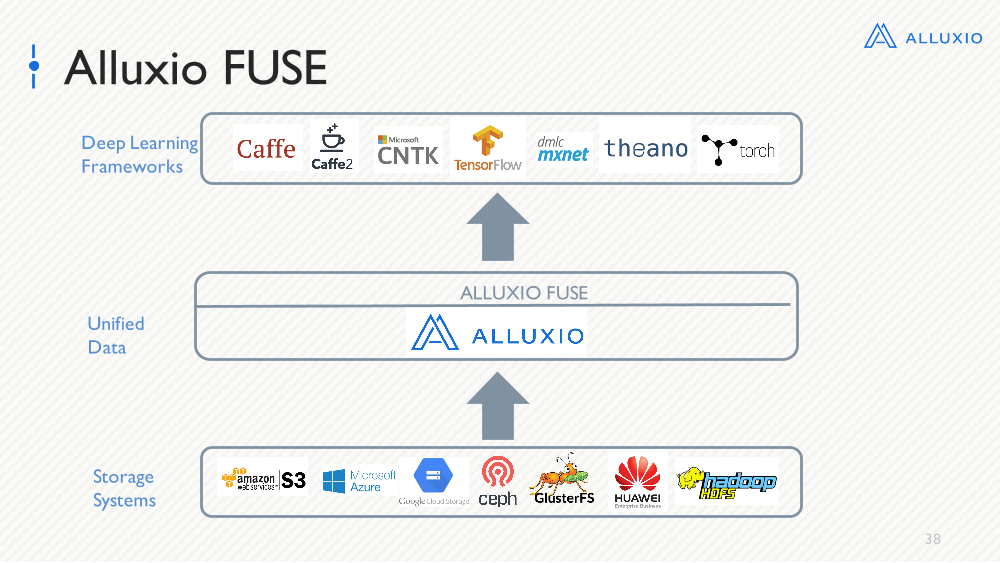 ALLUXIO
Alluxio FUSE
Deep Learning
Frameworks
Caffe
Caffe2
Microsoft
CNTK
TensorFlow
dmlc
mxnet
theano
torch
ALLUXIO FUSE
Unified
Data
ALLUXIO
Storage
Systems
amazon
web services
S3
Microsoft
Azure
Google Cloud Storage
ceph
GlusterFS
HUAWEI
Enterprise Business
hadoop
HDFS
38